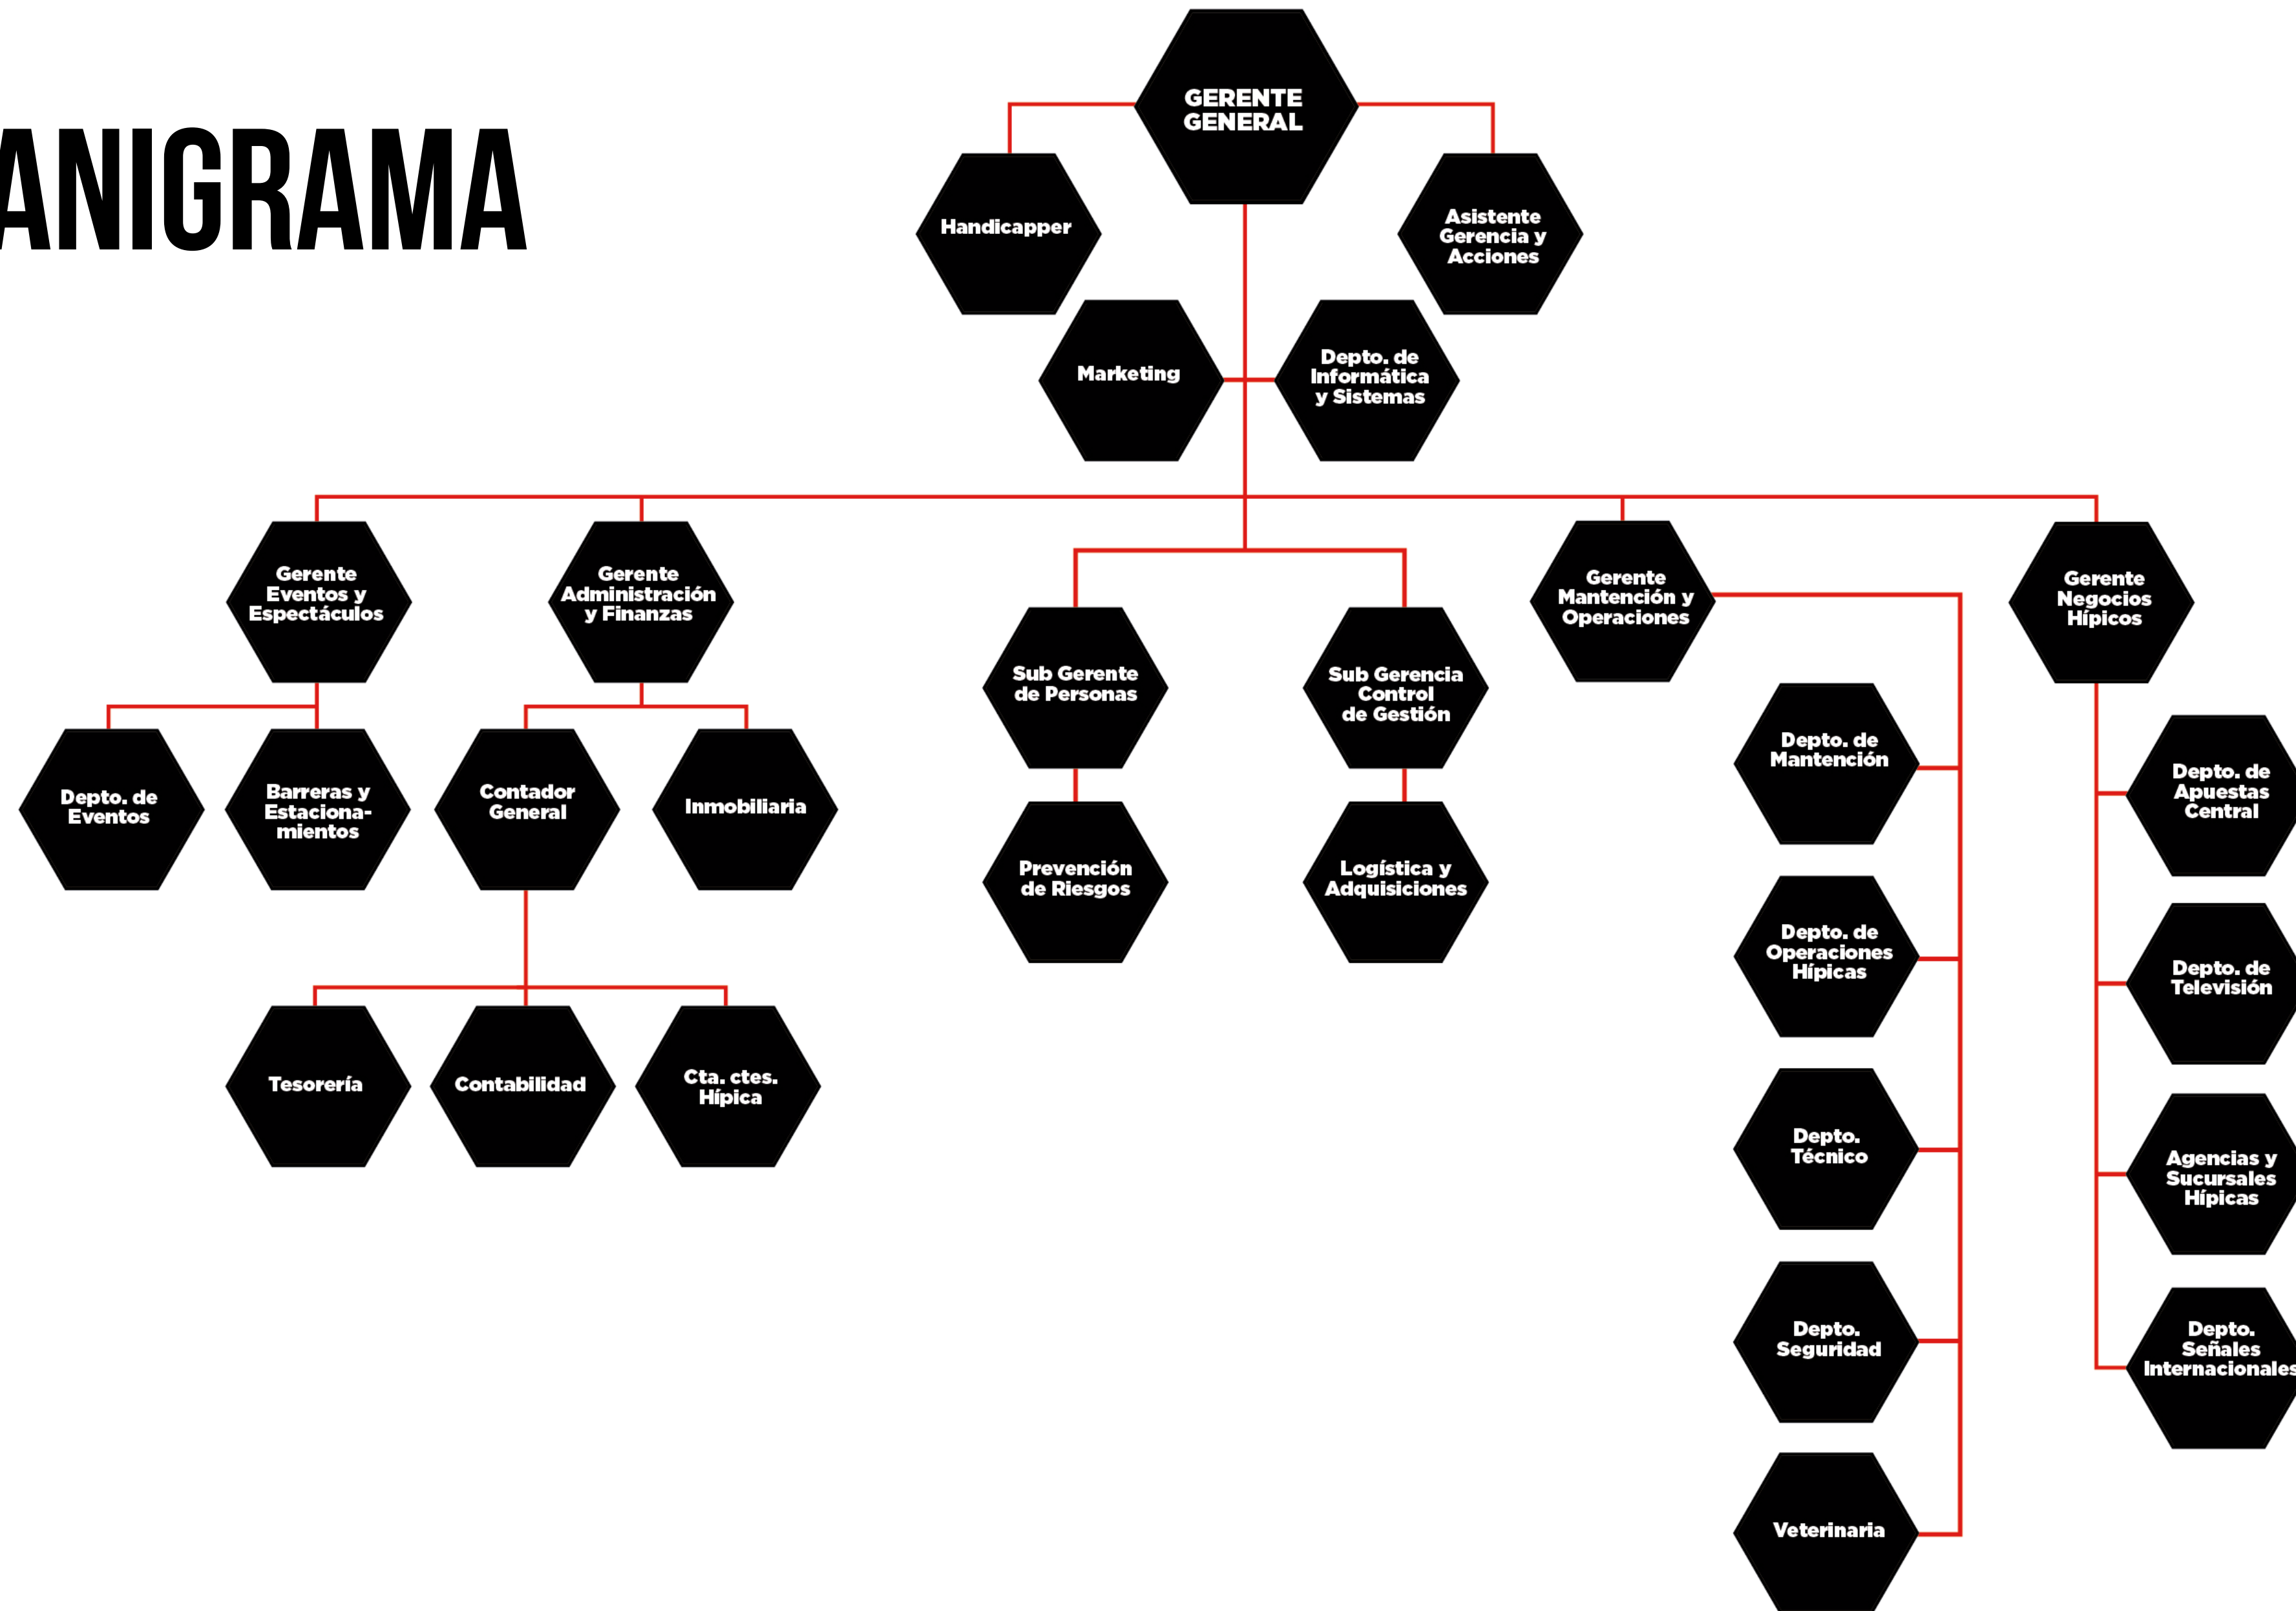 ANIGRAMA
GERENTE
GENERAL
Handicapper
Asistente
Gerencia y
Acciones
Marketing
Depto. de
Informática
y Sistemas
Gerente
Eventos y
Espectáculos
Gerente
Administración
y Finanzas
Sub Gerente
de Personas
Sub Gerencia
Control
de Gestión
Gerente
Mantención y
Operaciones
Gerente
Negocios
Hípicos
Depto. de
Eventos
Barreras y
Estaciona-
mientos
Contador
General
Inmobiliaria
Prevención
de Riesgos
Logística y
Adquisiciones
Tesorería
Contabilidad
Cta. ctes.
Hípica
Depto. de
Mantención
Depto. de
Operaciones
Hípicas
Depto.
Técnico
Depto.
Seguridad
Veterinaria
Depto. de
Apuestas
Central
Depto. de
Televisión
Agencias y
Sucursales
Hípicas
Depto.
Señales
Internacionales